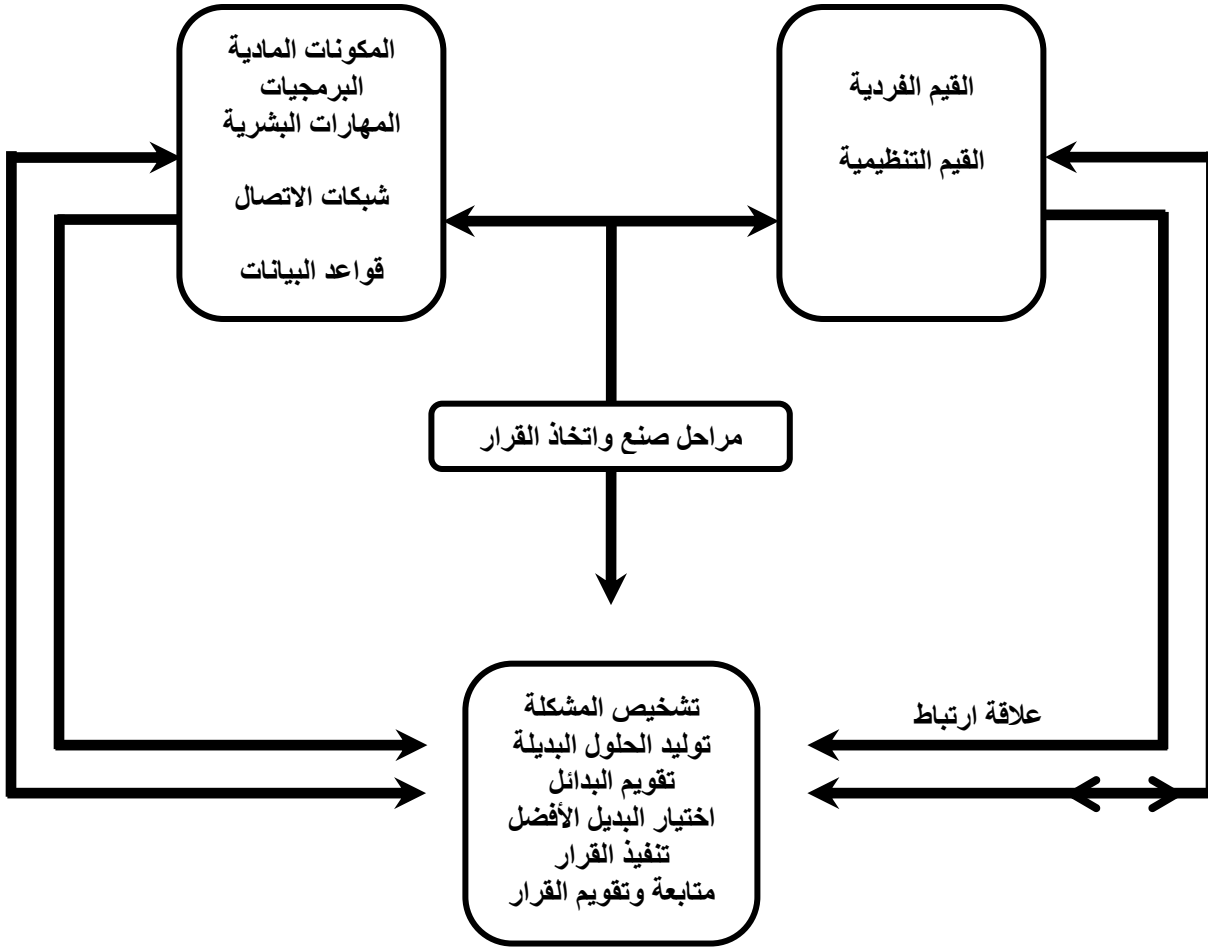 القيم الفردية
القيم التنظيمية
المكونات المادية
البرمجيات
المهارات البشرية
شبكات الاتصال
قواعد البيانات
مراحل صنع واتخاذ القرار
علاقة ارتباط
تشخيص المشكلة
توليد الحلول البديلة
تقويم البدائل
اختيار البديل الأفضل
تنفيذ القرار
متابعة وتقويم القرار